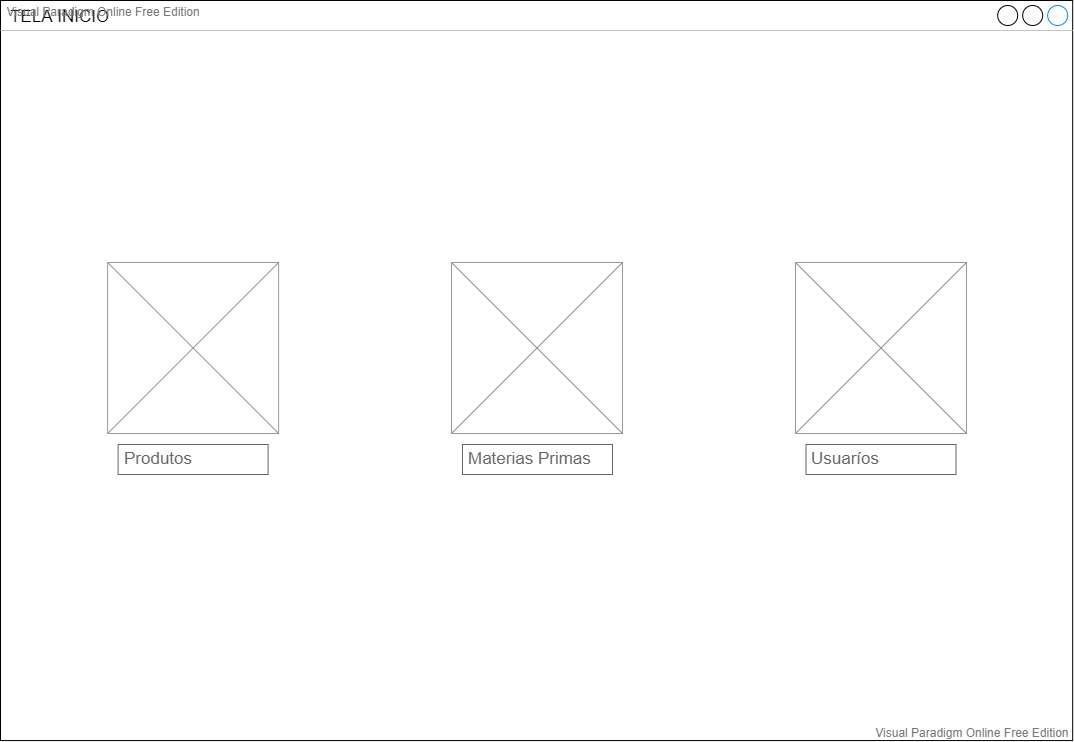 Visual Paradigm Online Free Edition
TELA INICIO
Produtos
Materias Primas
Usuaríos
Visual Paradigm Online Free Edition